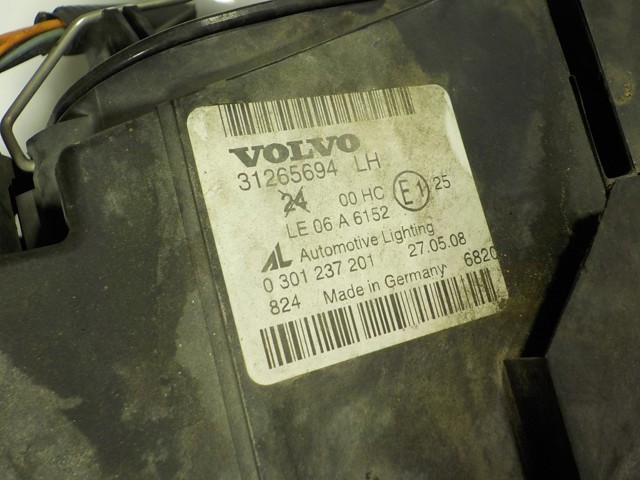 VOLVO
31265694 LH
24 00 HC E1 25
LE 06 A 6152
AL Automotive Lighting
0 301 237 201 27.05.08
824 Made in Germany 6820